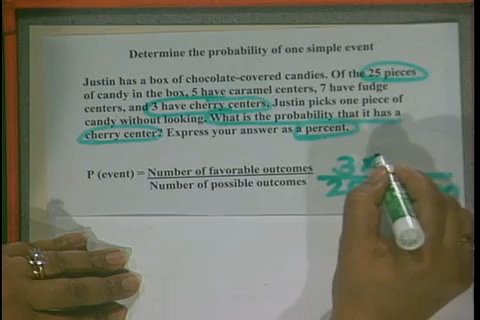 Determine the probability of one simple event
Justin has a box of chocolate-covered candies. Of the 25 pieces
of candy in the box, 5 have caramel centers, 7 have fudge
centers, and 3 have cherry centers. Justin picks one piece of
candy without looking. What is the probability that it has a
cherry center? Express your answer as a percent.
P (event) = Number of favorable outcomes
Number of possible outcomes
3 x